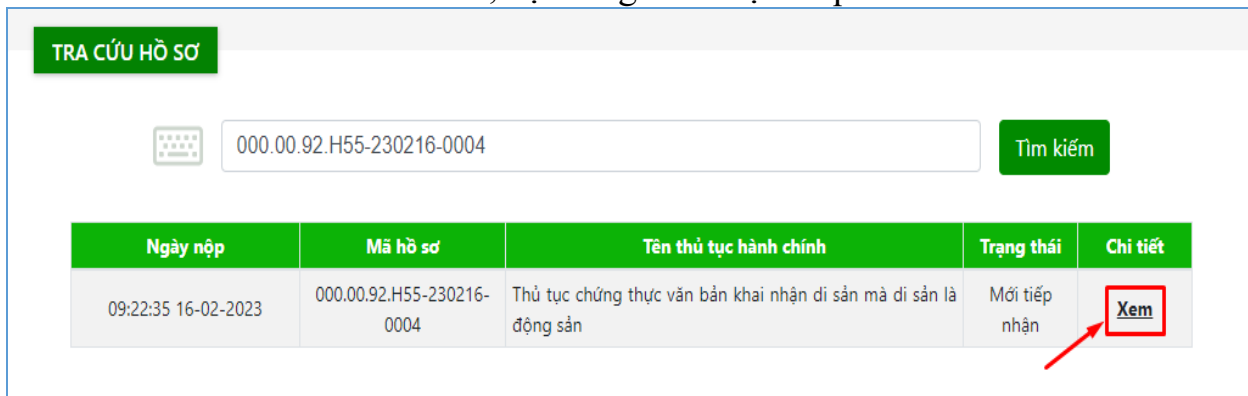 TRA CỨU HỒ SƠ
000.00.92.H55-230216-0004
Tìm kiếm
Ngày nộp Mã hồ sơ Tên thủ tục hành chính Trạng thái Chi tiết
09:22:35 16-02-2023
000.00.92.H55-230216-
0004
Thủ tục chứng thực văn bản khai nhận di sản mà di sản là
động sản
Mới tiếp
nhận
Xem